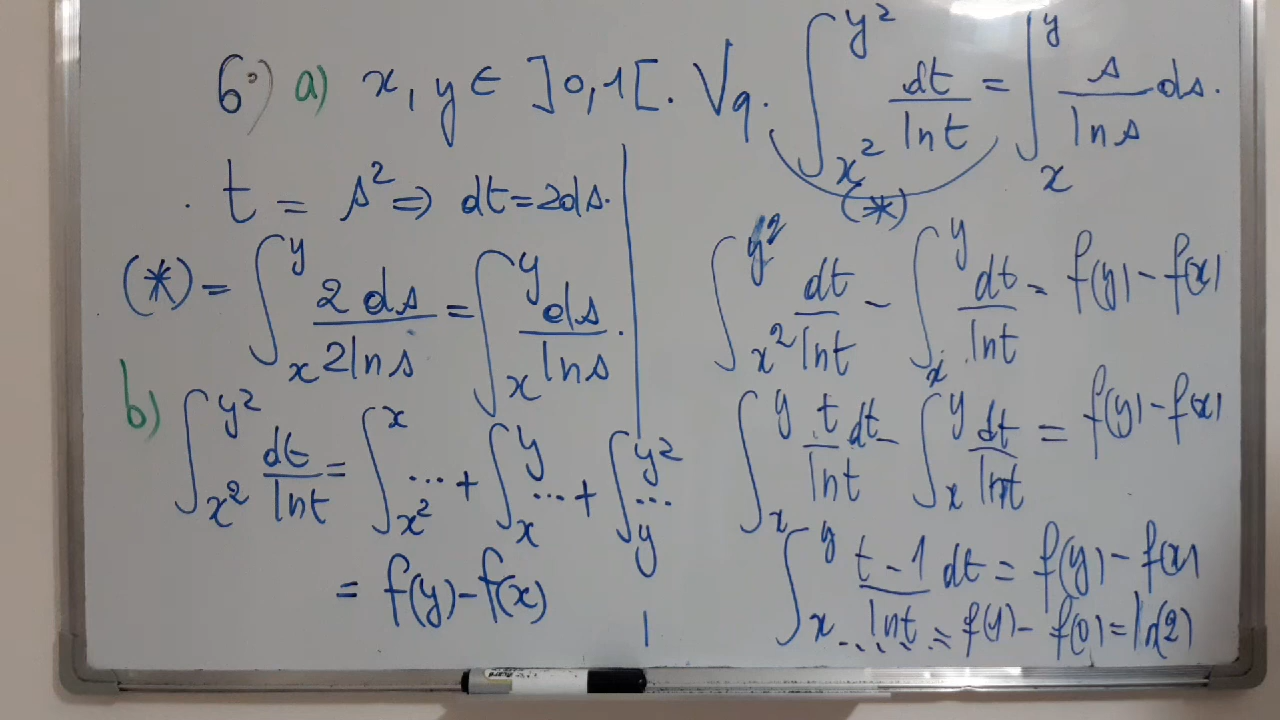 6°) a) x, y ∈ ]0,1[. Vq. ∫_{x²}^{y²} dt/ln t = ∫_x^y s/ln s ds.
(*)
. t = s² ⇒ dt = 2ds.
(*) = ∫_x^y 2 ds/2 ln s = ∫_x^y ds/ln s .
b) ∫_{x²}^{y²} dt/ln t = ∫_{x²}^x ... + ∫_x^y ... + ∫_y^{y²} ...
= f(y) - f(x)
∫_{x²}^{y²} dt/ln t - ∫_x^y dt/ln t = f(y) - f(x)
∫_x^y t/ln t dt - ∫_x^y dt/ln t = f(y) - f(x)
∫_x^y t-1/ln t dt = f(y) - f(x)
....... = f(1) - f(0) = ln(2)